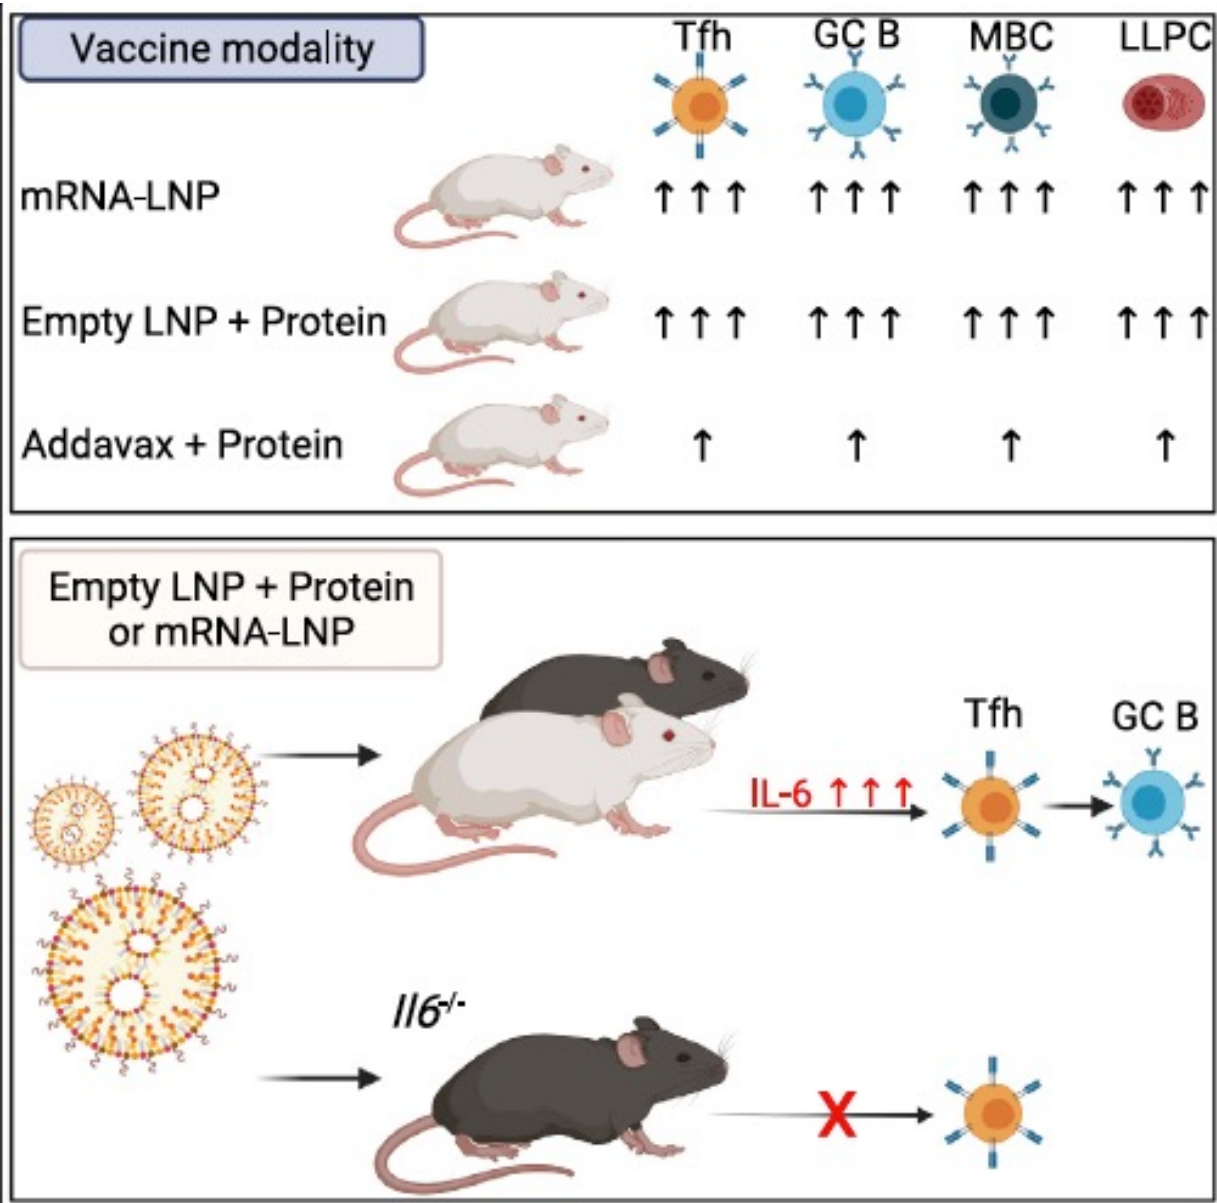 Vaccine modality
Tfh GC B MBC LLPC
mRNA-LNP ↑↑↑ ↑↑↑ ↑↑↑ ↑↑↑
Empty LNP + Protein ↑↑↑ ↑↑↑ ↑↑↑ ↑↑↑
Addavax + Protein ↑ ↑ ↑ ↑
Empty LNP + Protein
or mRNA-LNP
Tfh GC B
IL-6 ↑↑↑
Il6-/-
X